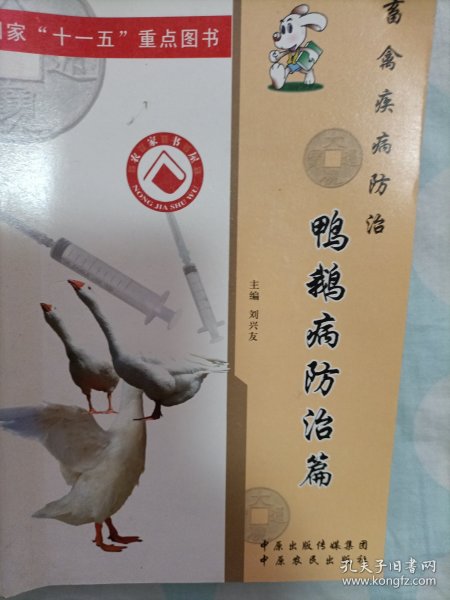 国家“十一五”重点图书
畜禽疾病防治
农家书屋
NONG JIA SHU WU
鸭鹅病防治篇
主编 刘兴友
中原出版传媒集团
中原农民出版社
孔夫子旧书网
www.kongfz.com